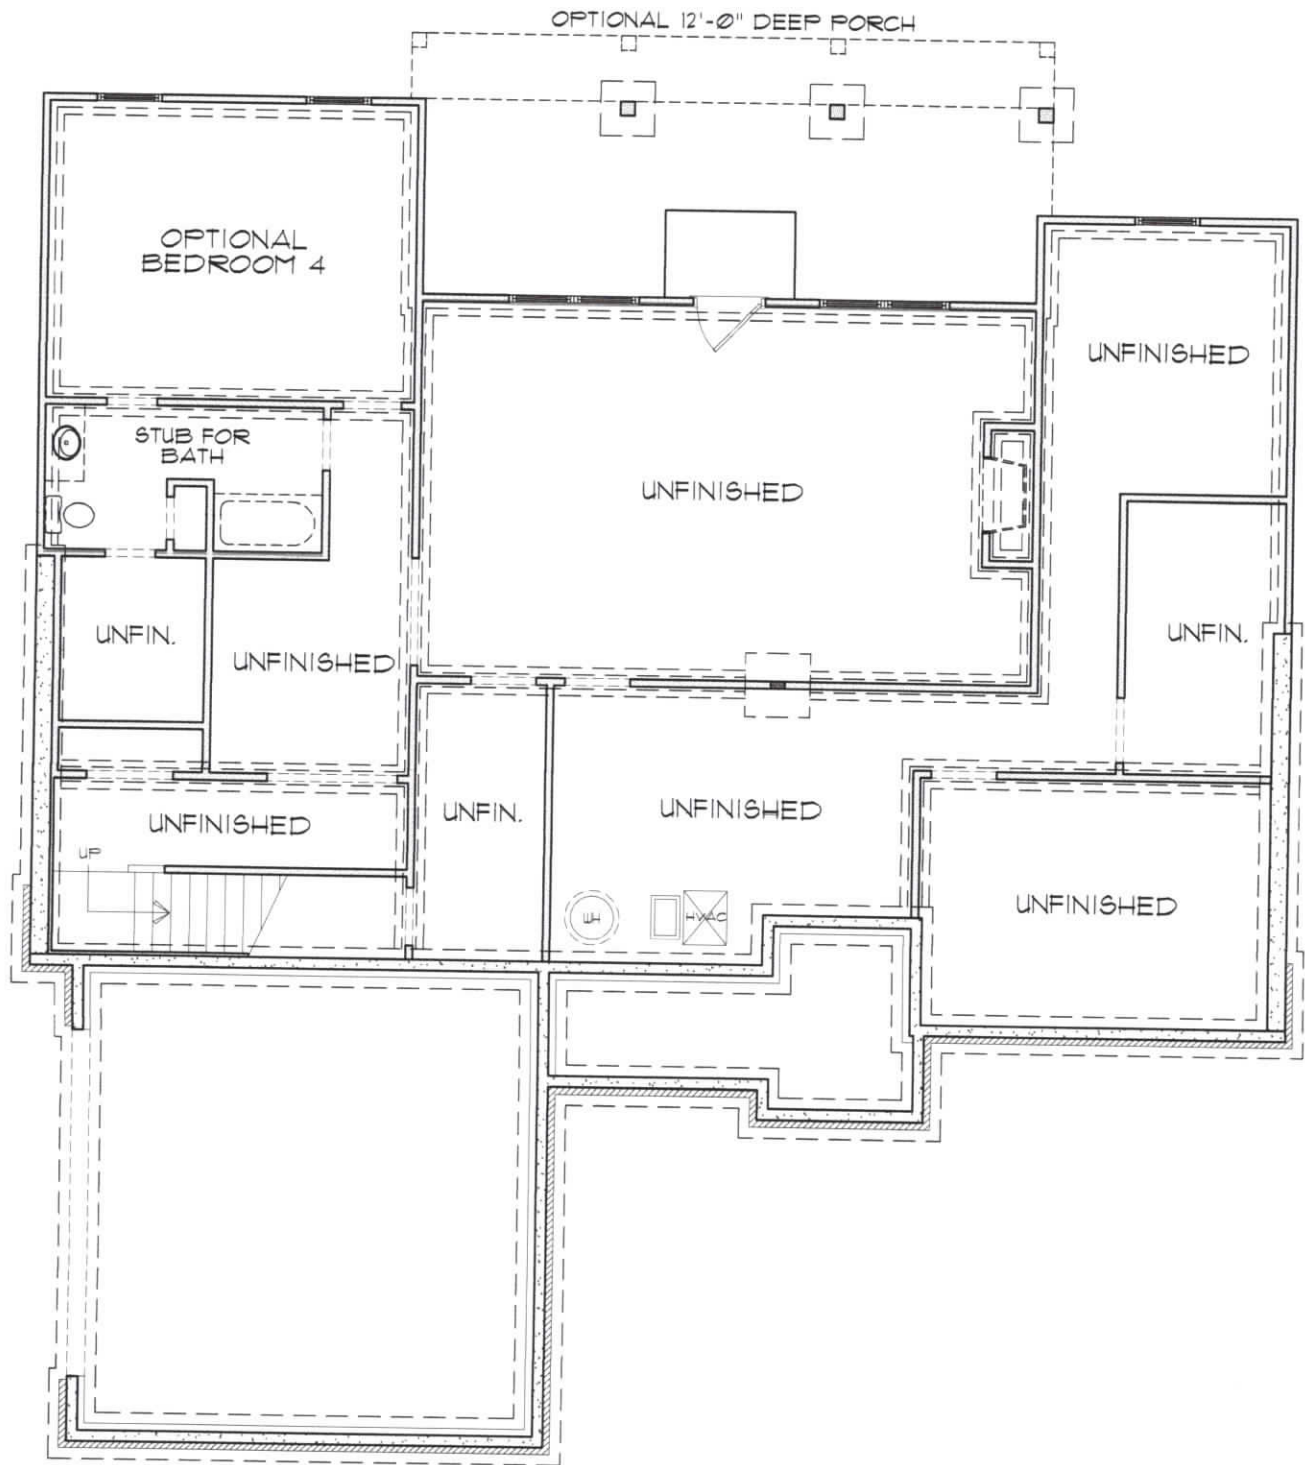 OPTIONAL 12'-0" DEEP PORCH
OPTIONAL
BEDROOM 4
UNFINISHED
STUB FOR
BATH
UNFINISHED
UNFIN.
UNFINISHED
UNFIN.
UNFINISHED
UNFIN.
UNFINISHED
UP
WH
HVAC
UNFINISHED